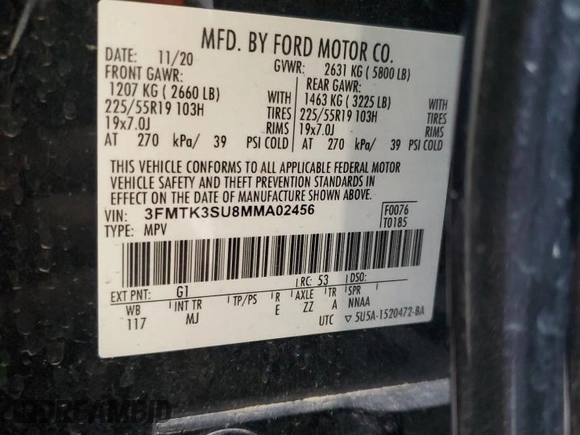 MFD. BY FORD MOTOR CO.
DATE: 11/20 GVWR: 2631 KG ( 5800 LB)
FRONT GAWR: REAR GAWR:
1207 KG ( 2660 LB) WITH 1463 KG ( 3225 LB) WITH
225/55R19 103H TIRES 225/55R19 103H TIRES
19x7.0J RIMS 19x7.0J RIMS
AT 270 kPa/ 39 PSI COLD AT 270 kPa/ 39 PSI COLD
THIS VEHICLE CONFORMS TO ALL APPLICABLE FEDERAL MOTOR
VEHICLE SAFETY AND THEFT PREVENTION STANDARDS IN
EFFECT ON THE DATE OF MANUFACTURE SHOWN ABOVE.
VIN: 3FMTK3SU8MMA02456 F0076
TYPE: MPV T0185
EXT PNT: G1 RC: 53 DSO:
WB INT TR TP/PS R AXLE TR SPR
117 MJ E ZZ A NNAA
UTC ▽ 5U5A-1520472-BA
DREAMBID